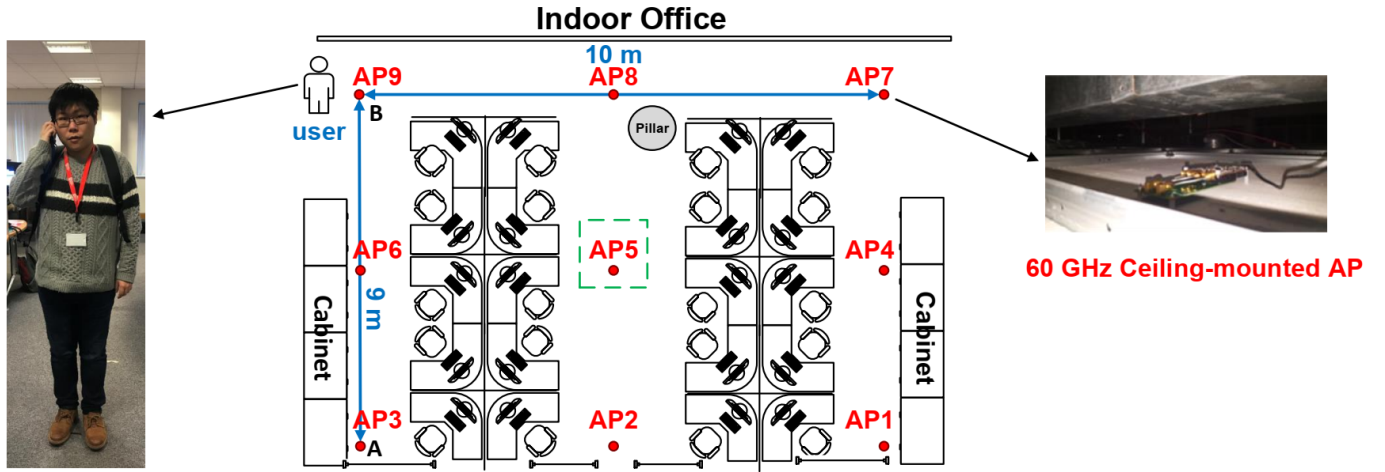 Indoor Office
10 m
AP9
AP8
AP7
B
user
Pillar
AP6
AP5
AP4
60 GHz Ceiling-mounted AP
9 m
Cabinet
Cabinet
AP3
AP2
AP1
A